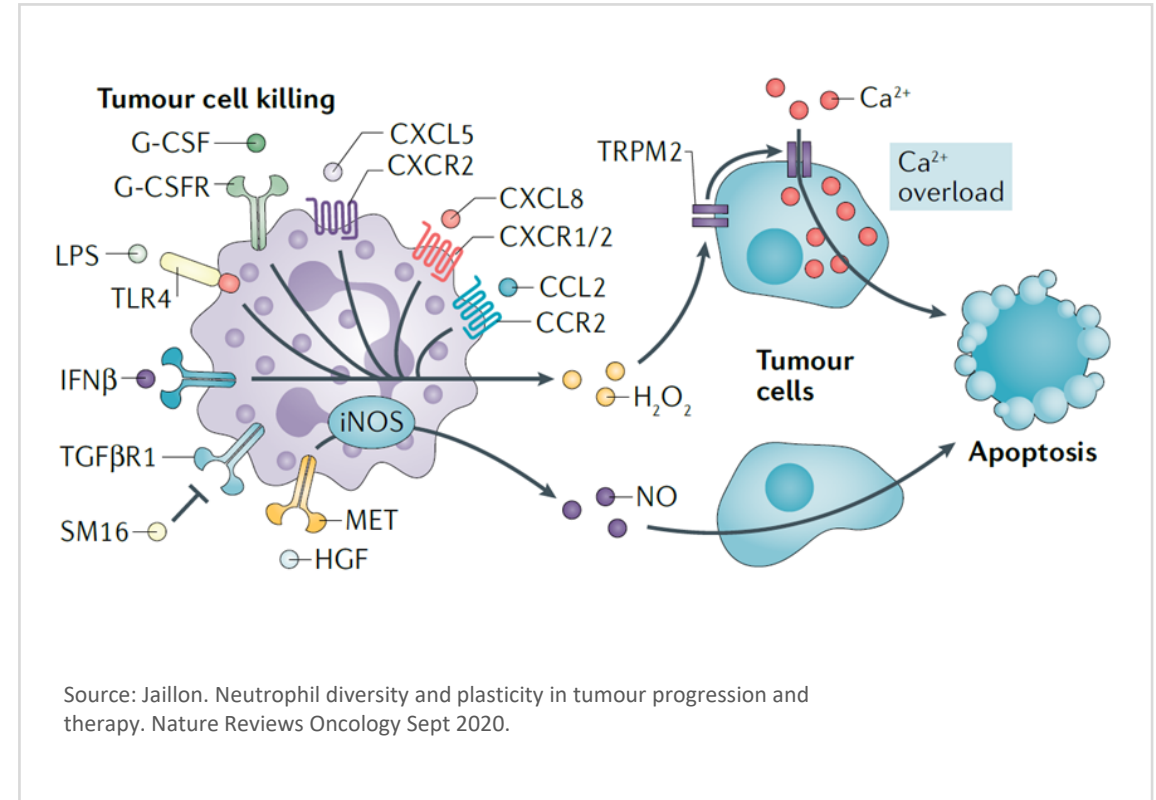 Tumour cell killing
G-CSF
G-CSFR
CXCL5
CXCR2
CXCL8
CXCR1/2
LPS
TLR4
CCL2
CCR2
IFNβ
iNOS
TGFβR1
SM16
MET
HGF
H₂O₂
NO
TRPM2
Ca²⁺
Ca²⁺
overload
Tumour
cells
Apoptosis
Source: Jaillon. Neutrophil diversity and plasticity in tumour progression and
therapy. Nature Reviews Oncology Sept 2020.